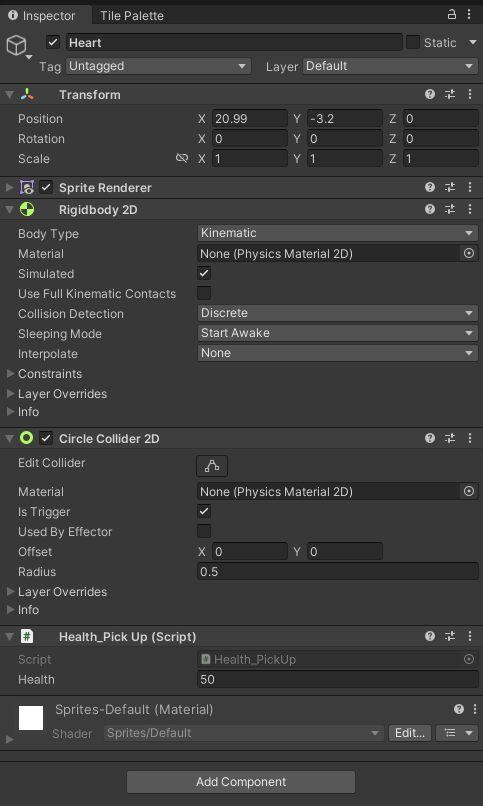 Inspector Tile Palette
Heart Static
Tag Untagged Layer Default
Transform
Position X 20.99 Y -3.2 Z 0
Rotation X 0 Y 0 Z 0
Scale X 1 Y 1 Z 1
Sprite Renderer
Rigidbody 2D
Body Type Kinematic
Material None (Physics Material 2D)
Simulated
Use Full Kinematic Contacts
Collision Detection Discrete
Sleeping Mode Start Awake
Interpolate None
Constraints
Layer Overrides
Info
Circle Collider 2D
Edit Collider
Material None (Physics Material 2D)
Is Trigger
Used By Effector
Offset X 0 Y 0
Radius 0.5
Layer Overrides
Info
# Health_Pick Up (Script)
Script # Health_PickUp
Health 50
Sprites-Default (Material)
Shader Sprites/Default Edit...
Add Component